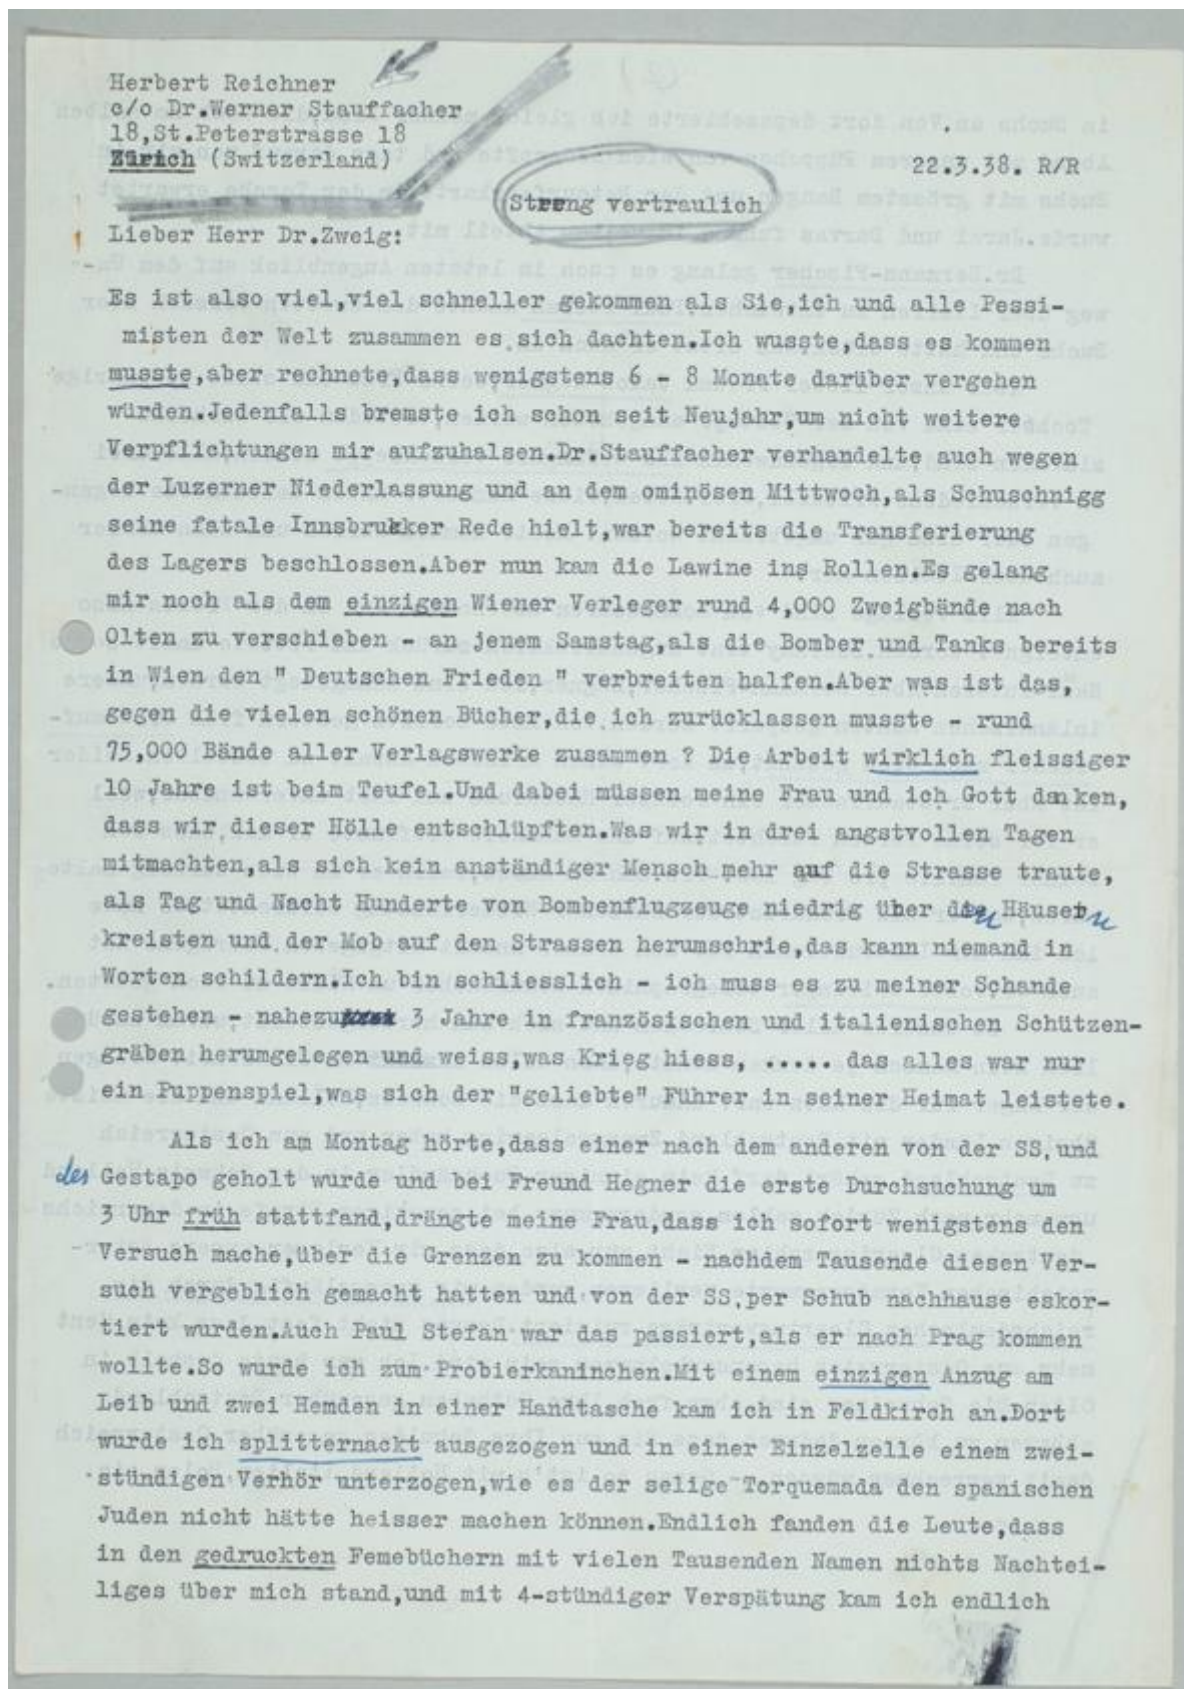 Herbert Reichner
c/o Dr.Werner Stauffacher
18,St.Peterstrasse 18
Zürich (Switzerland)
22.3.38. R/R
Streng vertraulich
Lieber Herr Dr.Zweig:
Es ist also viel,viel schneller gekommen als Sie,ich und alle Pessi-
misten der Welt zusammen es sich dachten.Ich wusste,dass es kommen
musste,aber rechnete,dass wenigstens 6 - 8 Monate darüber vergehen
würden.Jedenfalls bremste ich schon seit Neujahr,um nicht weitere
Verpflichtungen mir aufzuhalsen.Dr.Stauffacher verhandelte auch wegen
der Luzerner Niederlassung und an dem ominösen Mittwoch,als Schuschnigg
seine fatale Innsbrukker Rede hielt,war bereits die Transferierung
des Lagers beschlossen.Aber nun kam die Lawine ins Rollen.Es gelang
mir noch als dem einzigen Wiener Verleger rund 4,000 Zweigbände nach
Olten zu verschieben - an jenem Samstag,als die Bomber und Tanks bereits
in Wien den " Deutschen Frieden " verbreiten halfen.Aber was ist das,
gegen die vielen schönen Bücher,die ich zurücklassen musste - rund
75,000 Bände aller Verlagswerke zusammen ? Die Arbeit wirklich fleissiger
10 Jahre ist beim Teufel.Und dabei müssen meine Frau und ich Gott danken,
dass wir dieser Hölle entschlüpften.Was wir in drei angstvollen Tagen
mitmachten,als sich kein anständiger Mensch mehr auf die Strasse traute,
als Tag und Nacht Hunderte von Bombenflugzeuge niedrig über den Häusern
kreisten und der Mob auf den Strassen herumschrie,das kann niemand in
Worten schildern.Ich bin schliesslich - ich muss es zu meiner Schande
gestehen - nahezu 3 Jahre in französischen und italienischen Schützen-
gräben herumgelegen und weiss,was Krieg hiess, ..... das alles war nur
ein Puppenspiel,was sich der "geliebte" Führer in seiner Heimat leistete.
Als ich am Montag hörte,dass einer nach dem anderen von der SS,und
der Gestapo geholt wurde und bei Freund Hegner die erste Durchsuchung um
3 Uhr früh stattfand,drängte meine Frau,dass ich sofort wenigstens den
Versuch mache,über die Grenzen zu kommen - nachdem Tausende diesen Ver-
such vergeblich gemacht hatten und von der SS,per Schub nachhause eskor-
tiert wurden.Auch Paul Stefan war das passiert,als er nach Prag kommen
wollte.So wurde ich zum Probierkaninchen.Mit einem einzigen Anzug am
Leib und zwei Hemden in einer Handtasche kam ich in Feldkirch an.Dort
wurde ich splitternackt ausgezogen und in einer Einzelzelle einem zwei-
stündigen Verhör unterzogen,wie es der selige Torquemada den spanischen
Juden nicht hätte heisser machen können.Endlich fanden die Leute,dass
in den gedruckten Femebüchern mit vielen Tausenden Namen nichts Nachtei-
liges über mich stand,und mit 4-stündiger Verspätung kam ich endlich